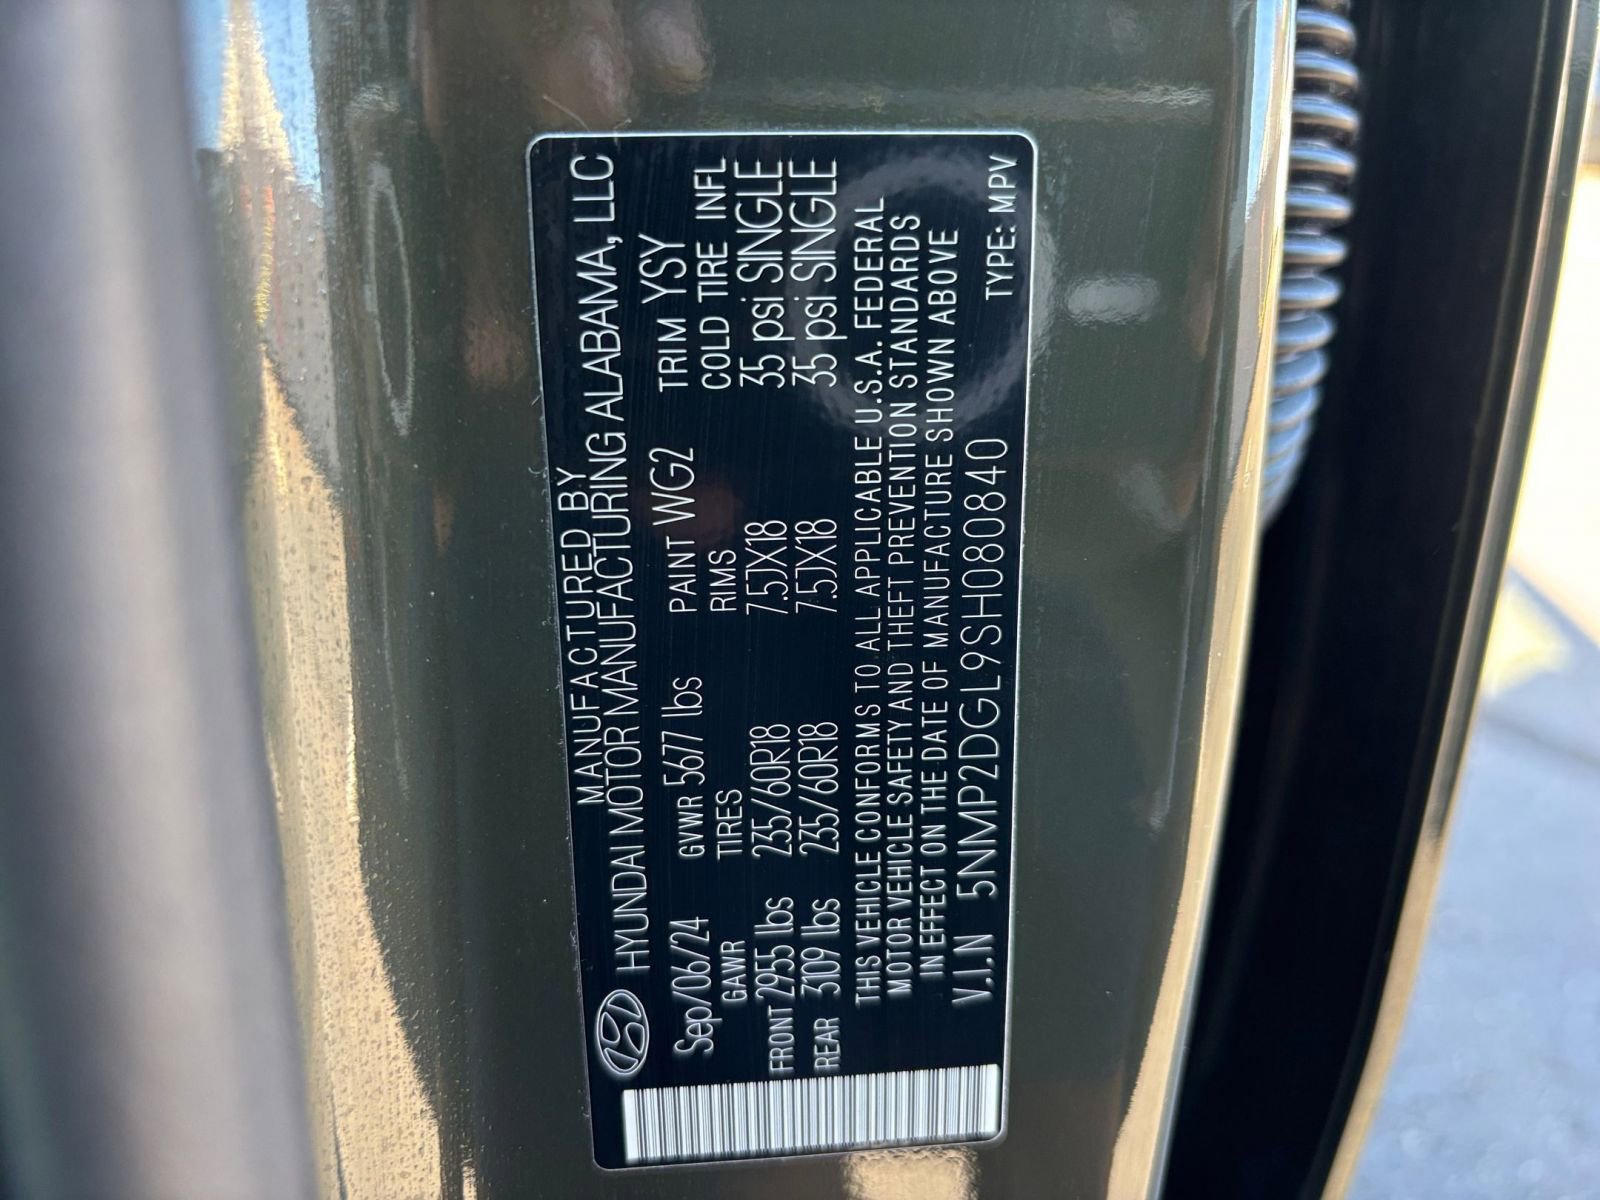 MANUFACTURED BY
HYUNDAI MOTOR MANUFACTURING ALABAMA, LLC
Sep/06/24 GVWR 5677 lbs PAINT WG2 TRIM YSY
GAWR TIRES RIMS COLD TIRE INFL
FRONT 2955 lbs 235/60R18 7.5JX18 35 psi SINGLE
REAR 3109 lbs 235/60R18 7.5JX18 35 psi SINGLE
THIS VEHICLE CONFORMS TO ALL APPLICABLE U.S.A. FEDERAL
MOTOR VEHICLE SAFETY AND THEFT PREVENTION STANDARDS
IN EFFECT ON THE DATE OF MANUFACTURE SHOWN ABOVE
V.I.N 5NMP2DGL9SH080840 TYPE: MPV